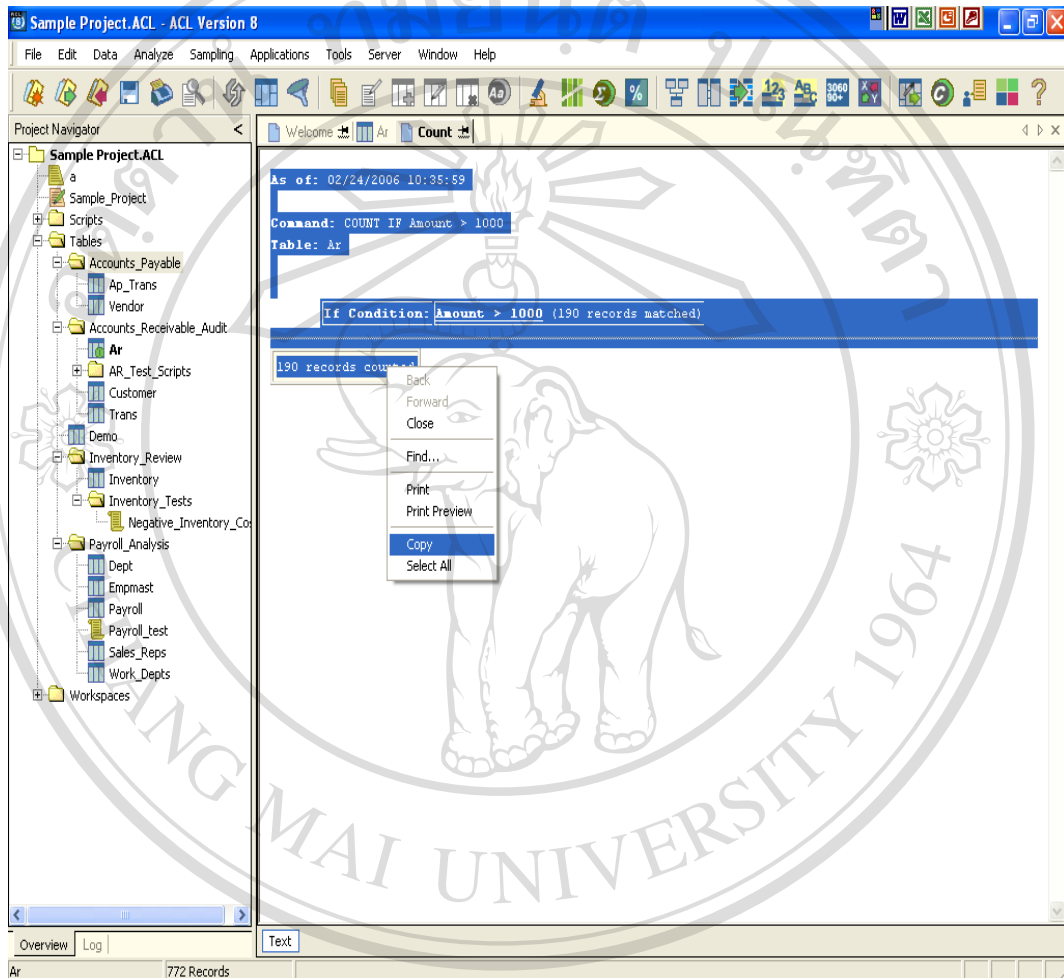 Sample Project.ACL - ACL Version 8
File Edit Data Analyze Sampling Applications Tools Server Window Help
Project Navigator <
Welcome Ar Count
Sample Project.ACL
a
Sample_Project
Scripts
Tables
Accounts_Payable
Ap_Trans
Vendor
Accounts_Receivable_Audit
Ar
AR_Test_Scripts
Customer
Trans
Demo
Inventory_Review
Inventory
Inventory_Tests
Negative_Inventory_Co
Payroll_Analysis
Dept
Empmast
Payroll
Payroll_test
Sales_Reps
Work_Depts
Workspaces
As of: 02/24/2006 10:35:59
Command: COUNT IF Amount > 1000
Table: Ar
If Condition: Amount > 1000 (190 records matched)
190 records counted
Back
Forward
Close
Find...
Print
Print Preview
Copy
Select All
Overview Log
Text
Ar 772 Records
CHIANG MAI UNIVERSITY 1964